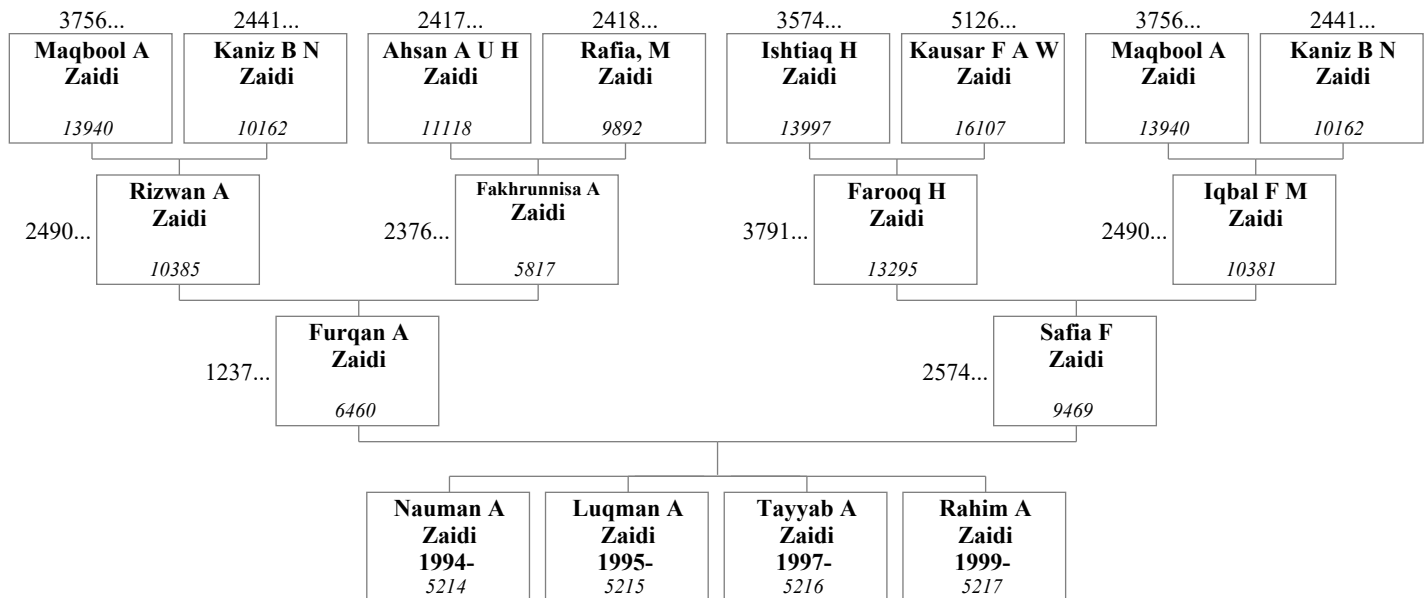 3756... 2441... 2417... 2418... 3574... 5126... 3756... 2441...
Maqbool A Kaniz B N Ahsan A U H Rafia, M Ishtiaq H Kausar F A W Maqbool A Kaniz B N
Zaidi Zaidi Zaidi Zaidi Zaidi Zaidi Zaidi Zaidi
13940 10162 11118 9892 13997 16107 13940 10162
Rizwan A Fakhrunnisa A Farooq H Iqbal F M
Zaidi Zaidi Zaidi Zaidi
2490... 2376... 3791... 2490...
10385 5817 13295 10381
Furqan A Safia F
Zaidi Zaidi
1237... 2574...
6460 9469
Nauman A Luqman A Tayyab A Rahim A
Zaidi Zaidi Zaidi Zaidi
1994- 1995- 1997- 1999-
5214 5215 5216 5217